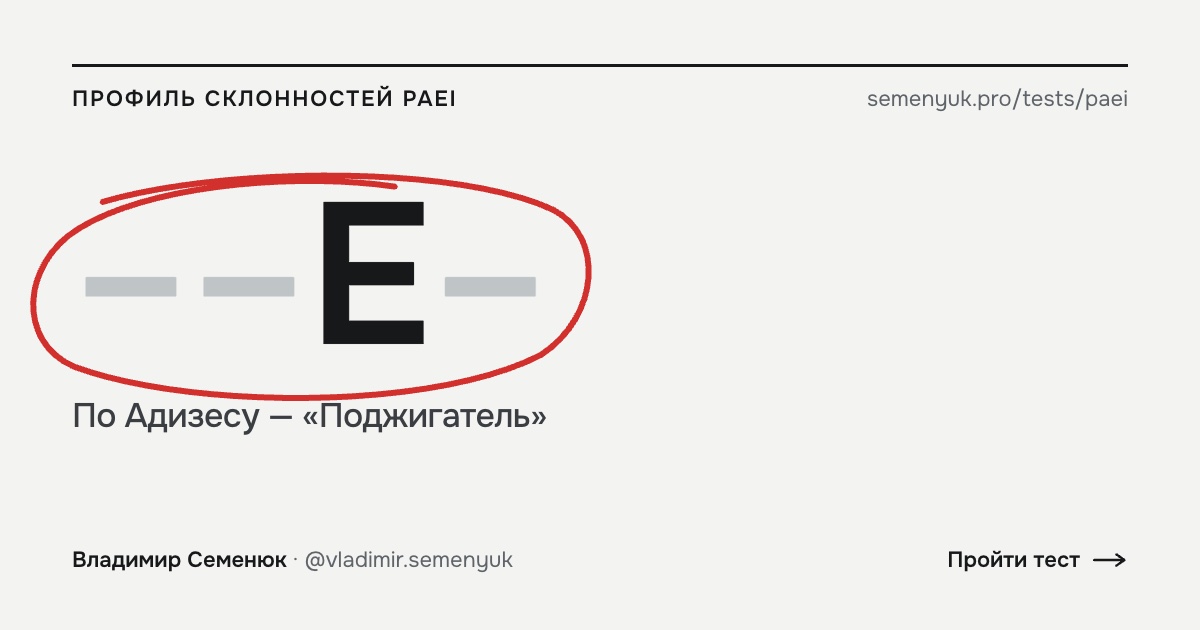 ПРОФИЛЬ СКЛОННОСТЕЙ PAEI
semenyuk.pro/tests/paei
— — E —
По Адизесу — «Поджигатель»
Владимир Семенюк · @vladimir.semenyuk
Пройти тест →